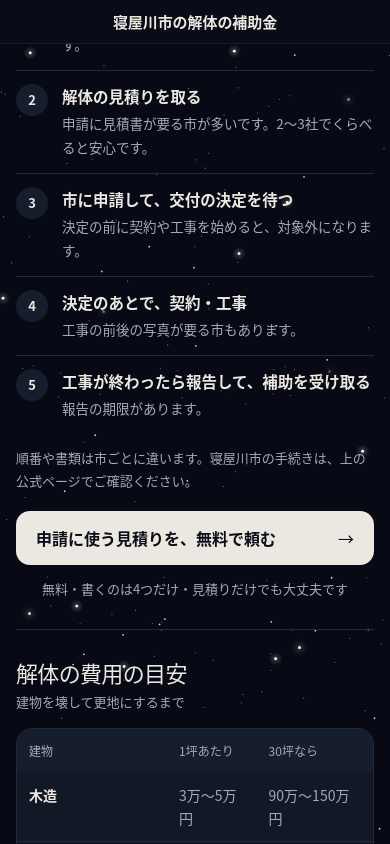 寝屋川市の解体の補助金
す。
2
解体の見積りを取る
申請に見積書が要る市が多いです。2〜3社でくらべ
ると安心です。
3
市に申請して、交付の決定を待つ
決定の前に契約や工事を始めると、対象外になりま
す。
4
決定のあとで、契約・工事
工事の前後の写真が要る市もあります。
5
工事が終わったら報告して、補助を受け取る
報告の期限があります。
順番や書類は市ごとに違います。寝屋川市の手続きは、上の
公式ページでご確認ください。
申請に使う見積りを、無料で頼む →
無料・書くのは4つだけ・見積りだけでも大丈夫です
解体の費用の目安
建物を壊して更地にするまで
建物 1坪あたり 30坪なら
木造 3万〜5万 90万〜150万
円 円